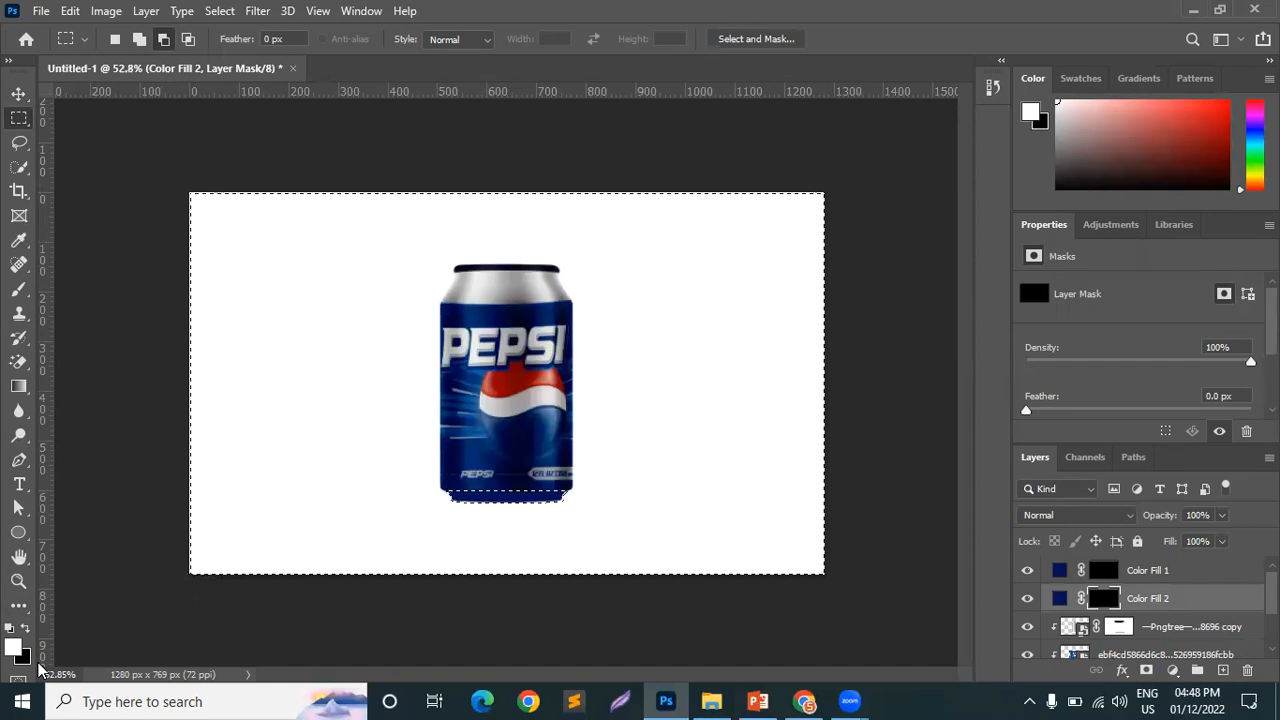 Ps File Edit Image Layer Type Select Filter 3D View Window Help
Feather: 0 px Anti-alias Style: Normal Width: Height: Select and Mask...
Untitled-1 @ 52.8% (Color Fill 2, Layer Mask/8) * ×
0 200 100 0 100 200 300 400 500 600 700 800 900 1000 1100 1200 1300 1400 1500
Color Swatches Gradients Patterns
Properties Adjustments Libraries
Masks
Layer Mask
Density: 100%
Feather: 0.0 px
PEPSI
PEPSI
Layers Channels Paths
Kind
Normal Opacity: 100%
Lock: Fill: 100%
Color Fill 1
Color Fill 2
—Pngtree—...8696 copy
ebf4cd5866dc6...526959186fcbb
52.85% 1280 px x 769 px (72 ppi)
Type here to search
Ps
zoom
ENG
US
04:48 PM
01/12/2022